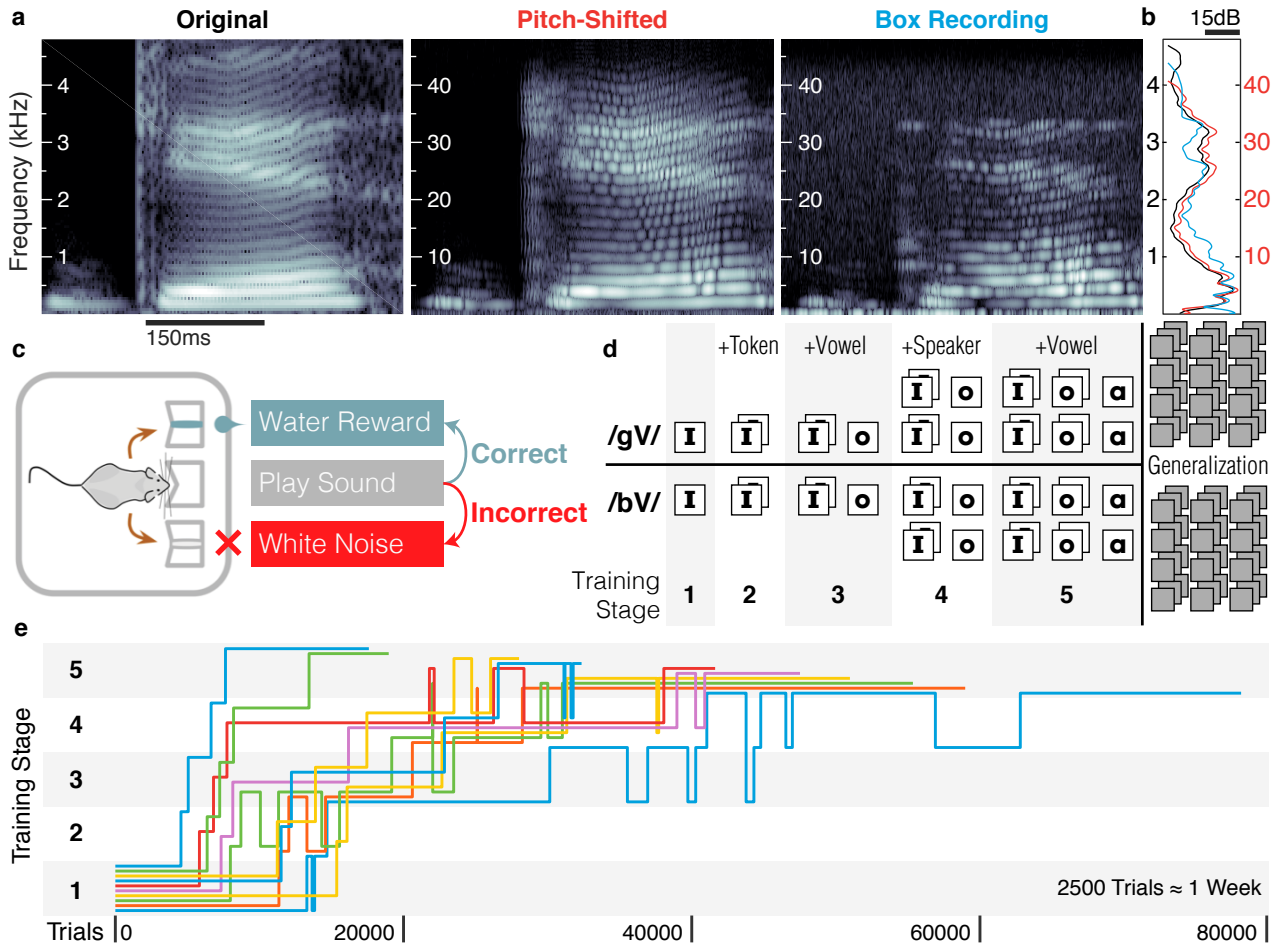 a
Original
Pitch-Shifted
Box Recording
b
15dB
Frequency (kHz)
4
3
2
1
40
30
20
10
40
30
20
10
4
3
2
1
40
30
20
10
150ms
c
Water Reward
Play Sound
White Noise
Correct
Incorrect
d
+Token
+Vowel
+Speaker
+Vowel
I o I o a
/gV/ I I I o I o I o a
Generalization
/bV/ I I I o I o I o a
I o I o a
Training
Stage
1 2 3 4 5
e
Training Stage
5
4
3
2
1
2500 Trials ≈ 1 Week
Trials 0 20000 40000 60000 80000